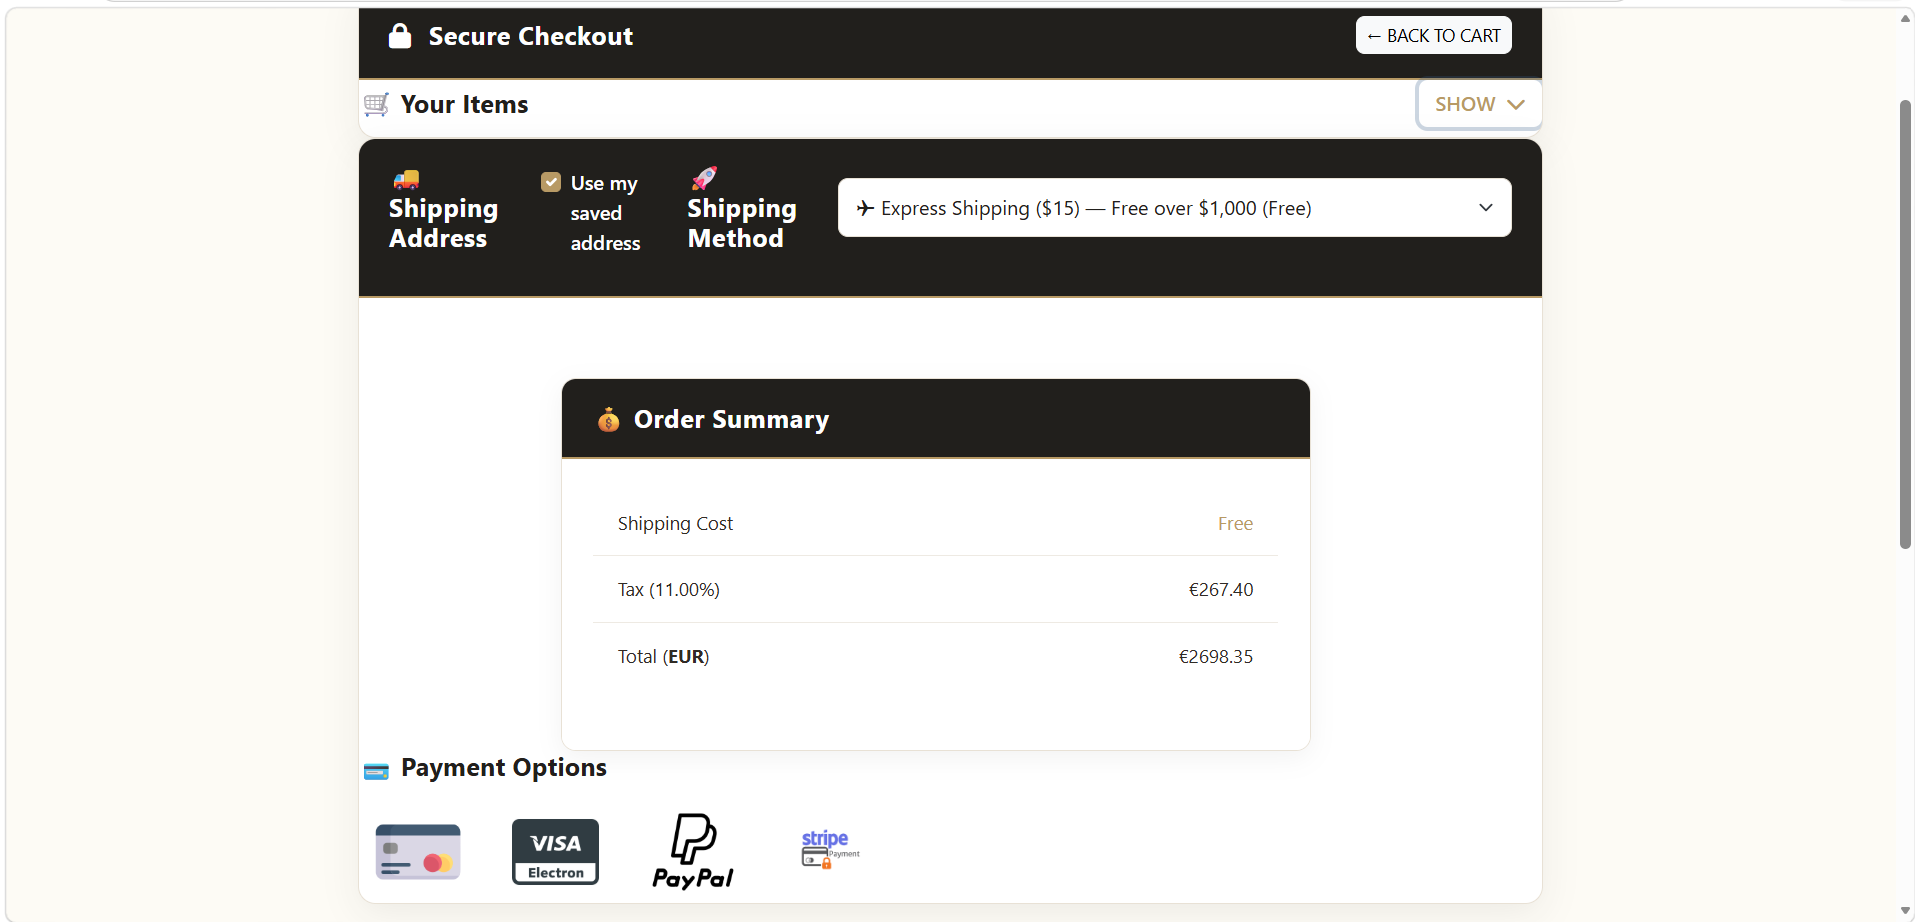 Secure Checkout
← BACK TO CART
Your Items
SHOW
Shipping
Address
Use my
saved
address
Shipping
Method
✈ Express Shipping ($15) — Free over $1,000 (Free)
Order Summary
Shipping Cost
Free
Tax (11.00%)
€267.40
Total (EUR)
€2698.35
Payment Options
VISA
Electron
PayPal
stripe
Payment